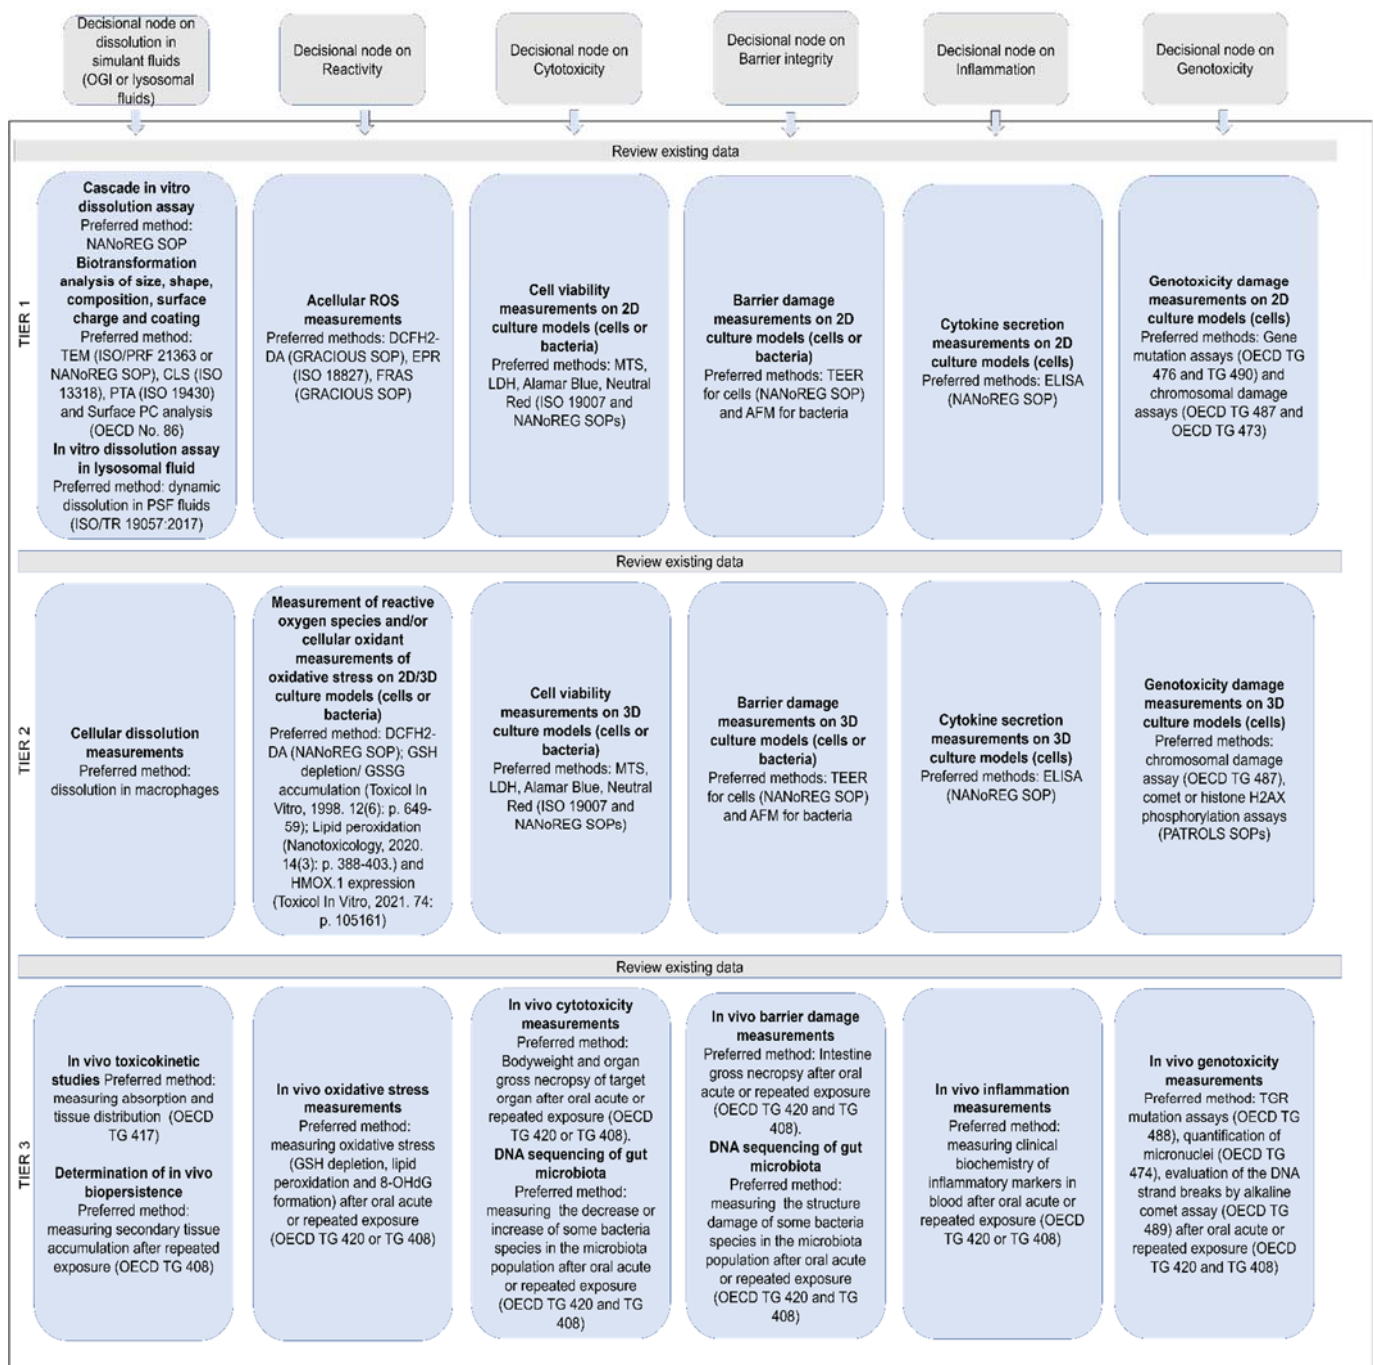 Decisional node on
dissolution in
simulant fluids
(OGI or lysosomal
fluids)
Decisional node on
Reactivity
Decisional node on
Cytotoxicity
Decisional node on
Barrier integrity
Decisional node on
Inflammation
Decisional node on
Genotoxicity
Review existing data
TIER 1
Cascade in vitro
dissolution assay
Preferred method:
NANoREG SOP
Biotransformation
analysis of size, shape,
composition, surface
charge and coating
Preferred method:
TEM (ISO/PRF 21363 or
NANoREG SOP), CLS (ISO
13318), PTA (ISO 19430)
and Surface PC analysis
(OECD No. 86)
In vitro dissolution assay
in lysosomal fluid
Preferred method: dynamic
dissolution in PSF fluids
(ISO/TR 19057:2017)
Acellular ROS
measurements
Preferred methods: DCFH2-
DA (GRACIOUS SOP), EPR
(ISO 18827), FRAS
(GRACIOUS SOP)
Cell viability
measurements on 2D
culture models (cells or
bacteria)
Preferred methods: MTS,
LDH, Alamar Blue, Neutral
Red (ISO 19007 and
NANoREG SOPs)
Barrier damage
measurements on 2D
culture models (cells or
bacteria)
Preferred methods: TEER
for cells (NANoREG SOP)
and AFM for bacteria
Cytokine secretion
measurements on 2D
culture models (cells)
Preferred methods: ELISA
(NANoREG SOP)
Genotoxicity damage
measurements on 2D
culture models (cells)
Preferred methods: Gene
mutation assays (OECD TG
476 and TG 490) and
chromosomal damage
assays (OECD TG 487 and
OECD TG 473)
Review existing data
TIER 2
Cellular dissolution
measurements
Preferred method:
dissolution in macrophages
Measurement of reactive
oxygen species and/or
cellular oxidant
measurements of
oxidative stress on 2D/3D
culture models (cells or
bacteria)
Preferred method: DCFH2-
DA (NANoREG SOP); GSH
depletion/ GSSG
accumulation (Toxicol In
Vitro, 1998. 12(6): p. 649-
59); Lipid peroxidation
(Nanotoxicology, 2020.
14(3): p. 388-403.) and
HMOX.1 expression
(Toxicol In Vitro, 2021. 74:
p. 105161)
Cell viability
measurements on 3D
culture models (cells or
bacteria)
Preferred methods: MTS,
LDH, Alamar Blue, Neutral
Red (ISO 19007 and
NANoREG SOPs)
Barrier damage
measurements on 3D
culture models (cells or
bacteria)
Preferred methods: TEER
for cells (NANoREG SOP)
and AFM for bacteria
Cytokine secretion
measurements on 3D
culture models (cells)
Preferred methods: ELISA
(NANoREG SOP)
Genotoxicity damage
measurements on 3D
culture models (cells)
Preferred methods:
chromosomal damage
assay (OECD TG 487),
comet or histone H2AX
phosphorylation assays
(PATROLS SOPs)
Review existing data
TIER 3
In vivo toxicokinetic
studies Preferred method:
measuring absorption and
tissue distribution (OECD
TG 417)
Determination of in vivo
biopersistence
Preferred method:
measuring secondary tissue
accumulation after repeated
exposure (OECD TG 408)
In vivo oxidative stress
measurements
Preferred method:
measuring oxidative stress
(GSH depletion, lipid
peroxidation and 8-OHdG
formation) after oral acute
or repeated exposure
(OECD TG 420 or TG 408)
In vivo cytotoxicity
measurements
Preferred method:
Bodyweight and organ
gross necropsy of target
organ after oral acute or
repeated exposure (OECD
TG 420 or TG 408).
DNA sequencing of gut
microbiota
Preferred method:
measuring the decrease or
increase of some bacteria
species in the microbiota
population after oral acute
or repeated exposure
(OECD TG 420 and TG
408)
In vivo barrier damage
measurements
Preferred method: Intestine
gross necropsy after oral
acute or repeated exposure
(OECD TG 420 and TG
408).
DNA sequencing of gut
microbiota
Preferred method:
measuring the structure
damage of some bacteria
species in the microbiota
population after oral acute
or repeated exposure
(OECD TG 420 and TG
408)
In vivo inflammation
measurements
Preferred method:
measuring clinical
biochemistry of
inflammatory markers in
blood after oral acute or
repeated exposure (OECD
TG 420 or TG 408)
In vivo genotoxicity
measurements
Preferred method: TGR
mutation assays (OECD TG
488), quantification of
micronuclei (OECD TG
474), evaluation of the DNA
strand breaks by alkaline
comet assay (OECD TG
489) after oral acute or
repeated exposure (OECD
TG 420 and TG 408)